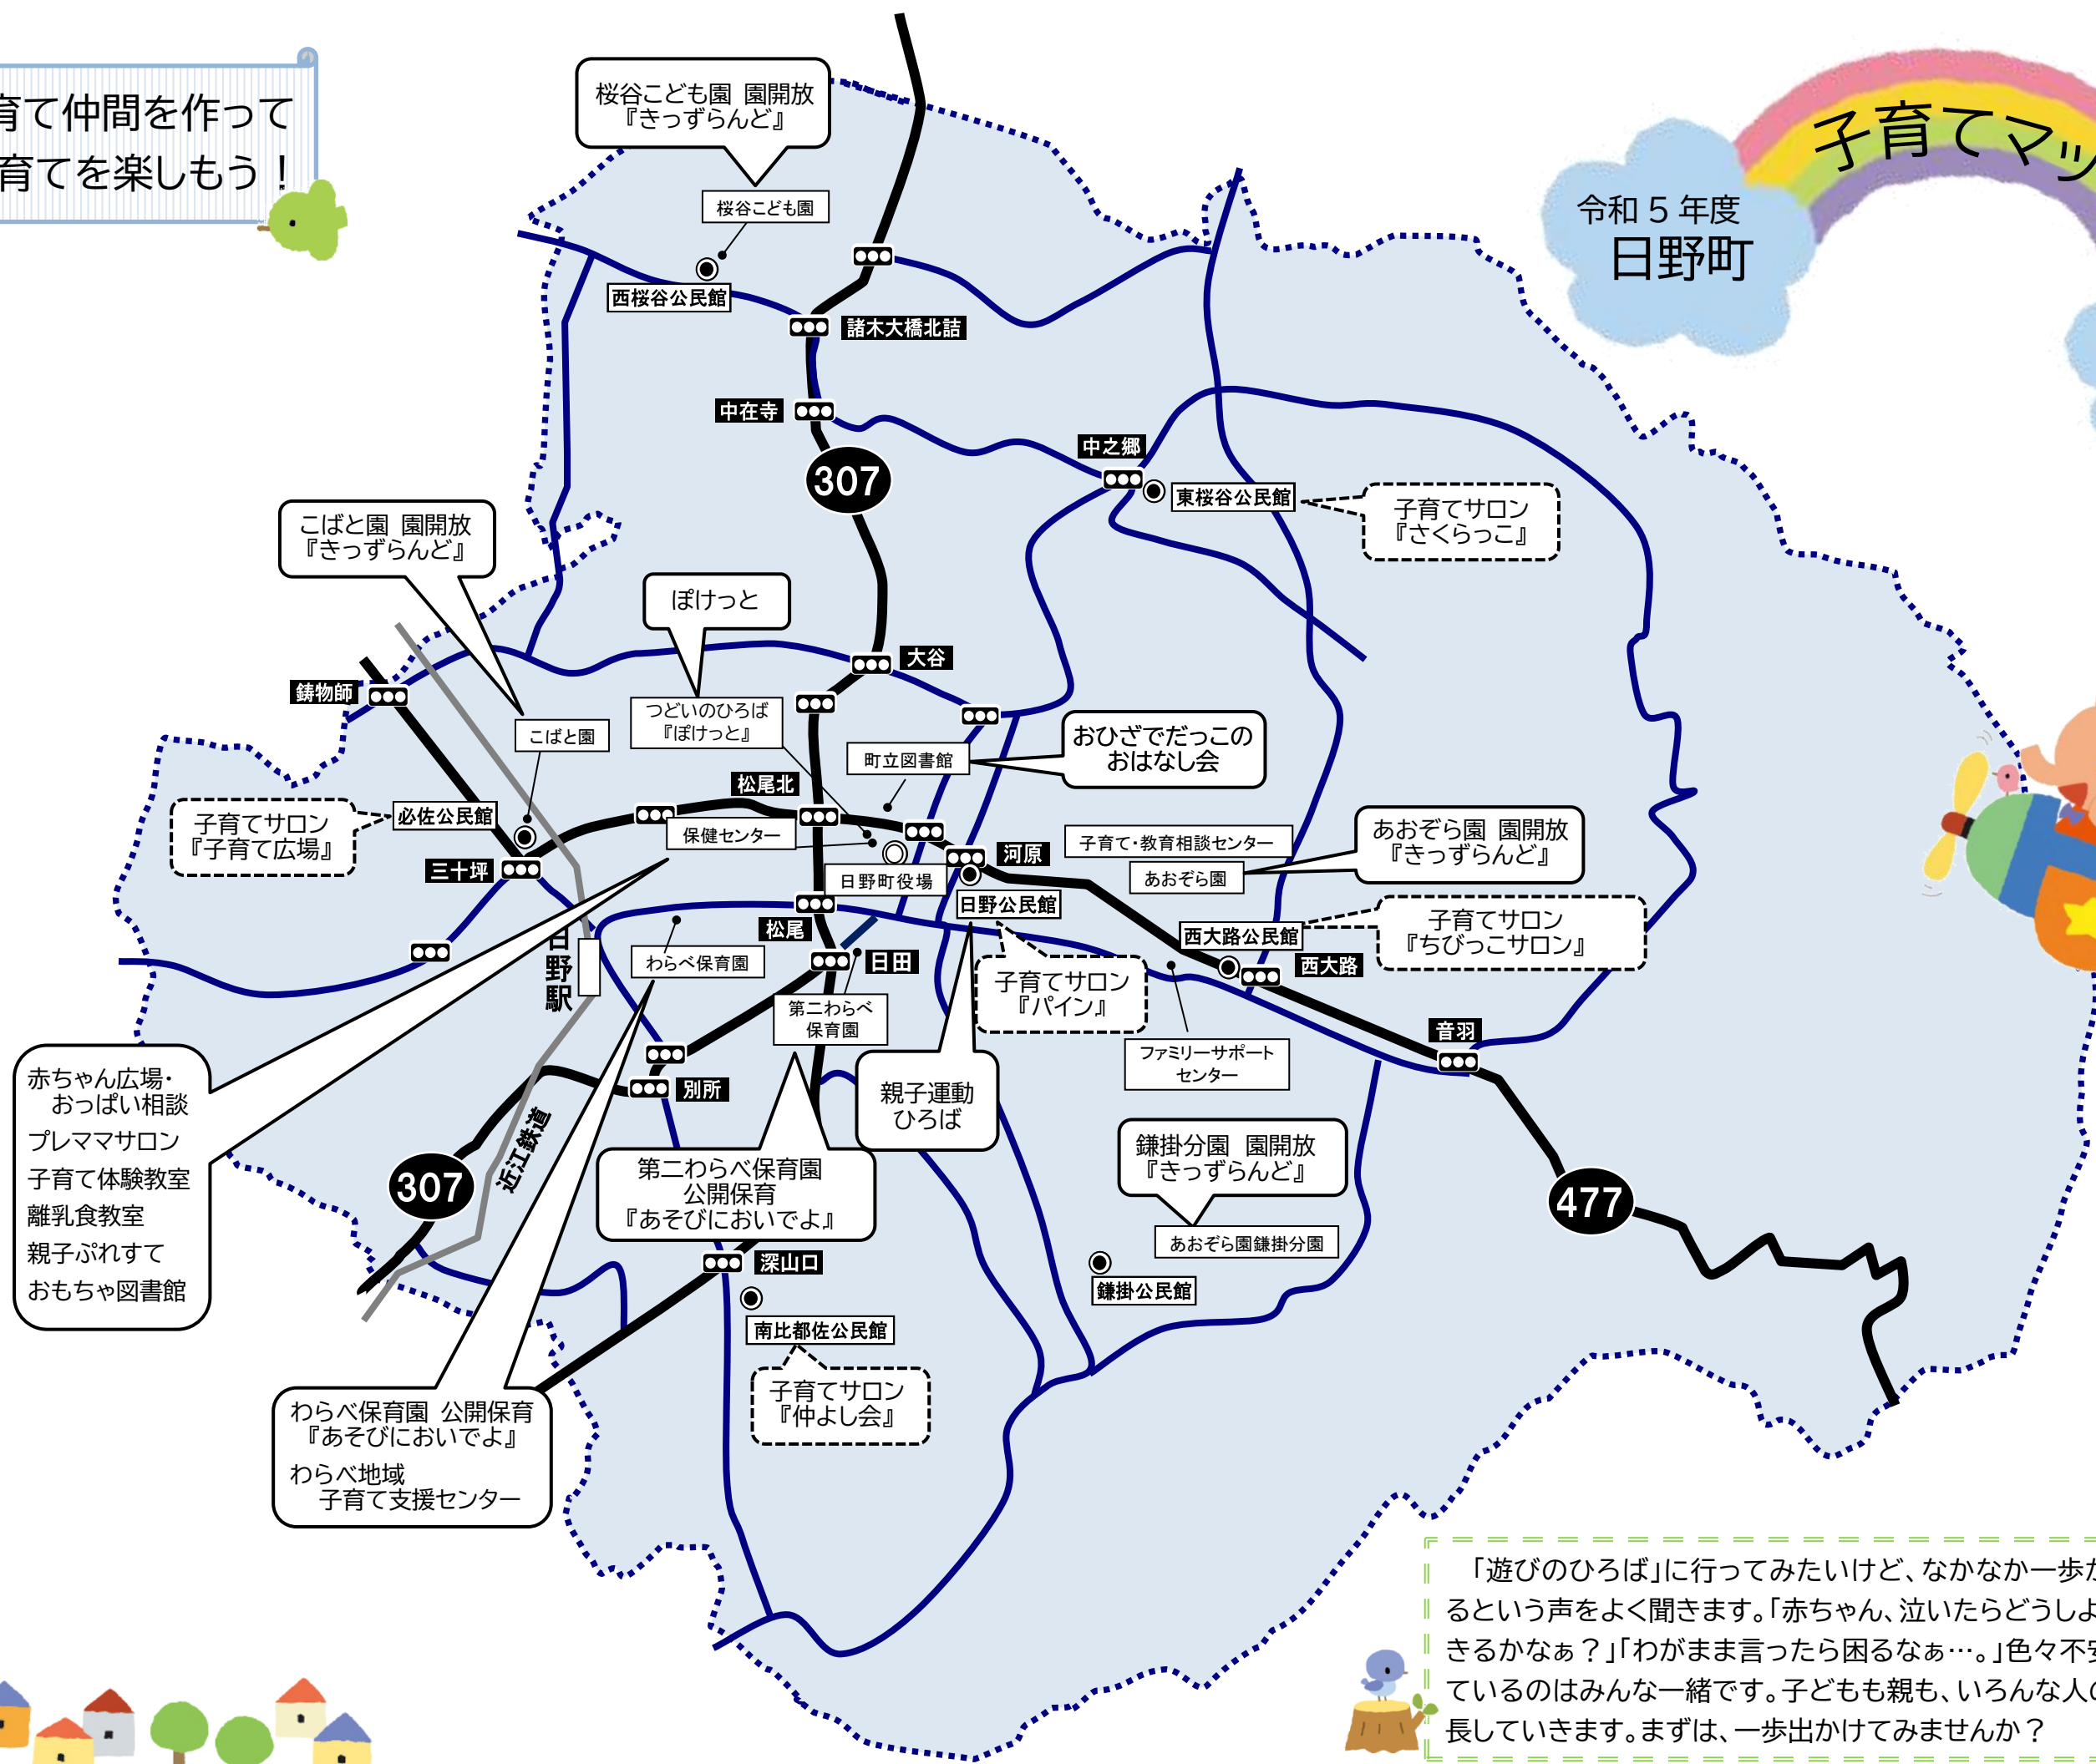 育て仲間を作って
育てを楽しもう！
子育てマッ
令和５年度
日野町
桜谷こども園 園開放
『きっずらんど』
桜谷こども園
西桜谷公民館
諸木大橋北詰
中在寺
307
中之郷
東桜谷公民館
子育てサロン
『さくらっこ』
こばと園 園開放
『きっずらんど』
ぽけっと
大谷
鋳物師
こばと園
つどいのひろば
『ぽけっと』
町立図書館
おひざでだっこの
おはなし会
松尾北
子育てサロン
『子育て広場』
必佐公民館
保健センター
三十坪
日野町役場
河原
子育て・教育相談センター
あおぞら園
あおぞら園 園開放
『きっずらんど』
日野公民館
松尾
西大路公民館
子育てサロン
『ちびっこサロン』
日野駅
わらべ保育園
日田
西大路
子育てサロン
『パイン』
第二わらべ
保育園
音羽
ファミリーサポート
センター
別所
親子運動
ひろば
赤ちゃん広場・
おっぱい相談
プレママサロン
子育て体験教室
離乳食教室
親子ぷれすて
おもちゃ図書館
近江鉄道
307
第二わらべ保育園
公開保育
『あそびにおいでよ』
鎌掛分園 園開放
『きっずらんど』
477
あおぞら園鎌掛分園
深山口
鎌掛公民館
南比都佐公民館
子育てサロン
『仲よし会』
わらべ保育園 公開保育
『あそびにおいでよ』
わらべ地域
子育て支援センター
「遊びのひろば」に行ってみたいけど、なかなか一歩が
るという声をよく聞きます。「赤ちゃん、泣いたらどうしよ
きるかなぁ？」「わがまま言ったら困るなぁ…。」色々不安
ているのはみんな一緒です。子どもも親も、いろんな人の
長していきます。まずは、一歩出かけてみませんか？